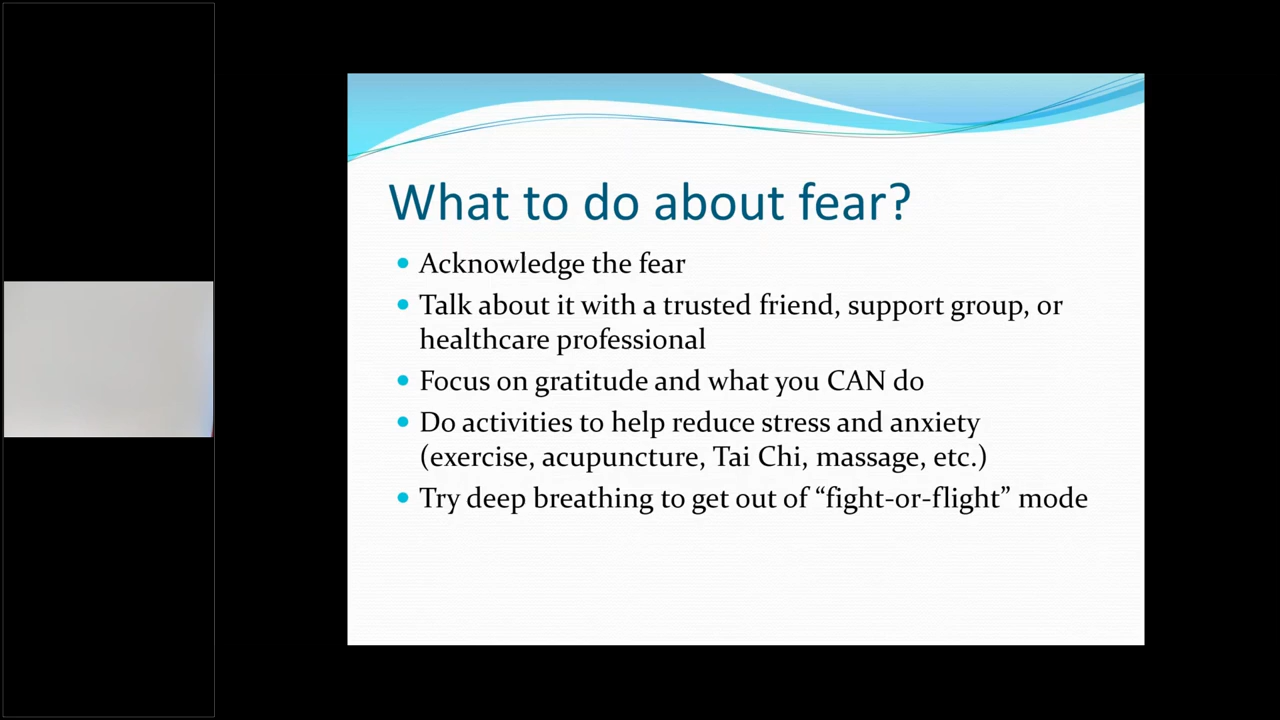 What to do about fear?
Acknowledge the fear
Talk about it with a trusted friend, support group, or
healthcare professional
Focus on gratitude and what you CAN do
Do activities to help reduce stress and anxiety
(exercise, acupuncture, Tai Chi, massage, etc.)
Try deep breathing to get out of “fight-or-flight” mode